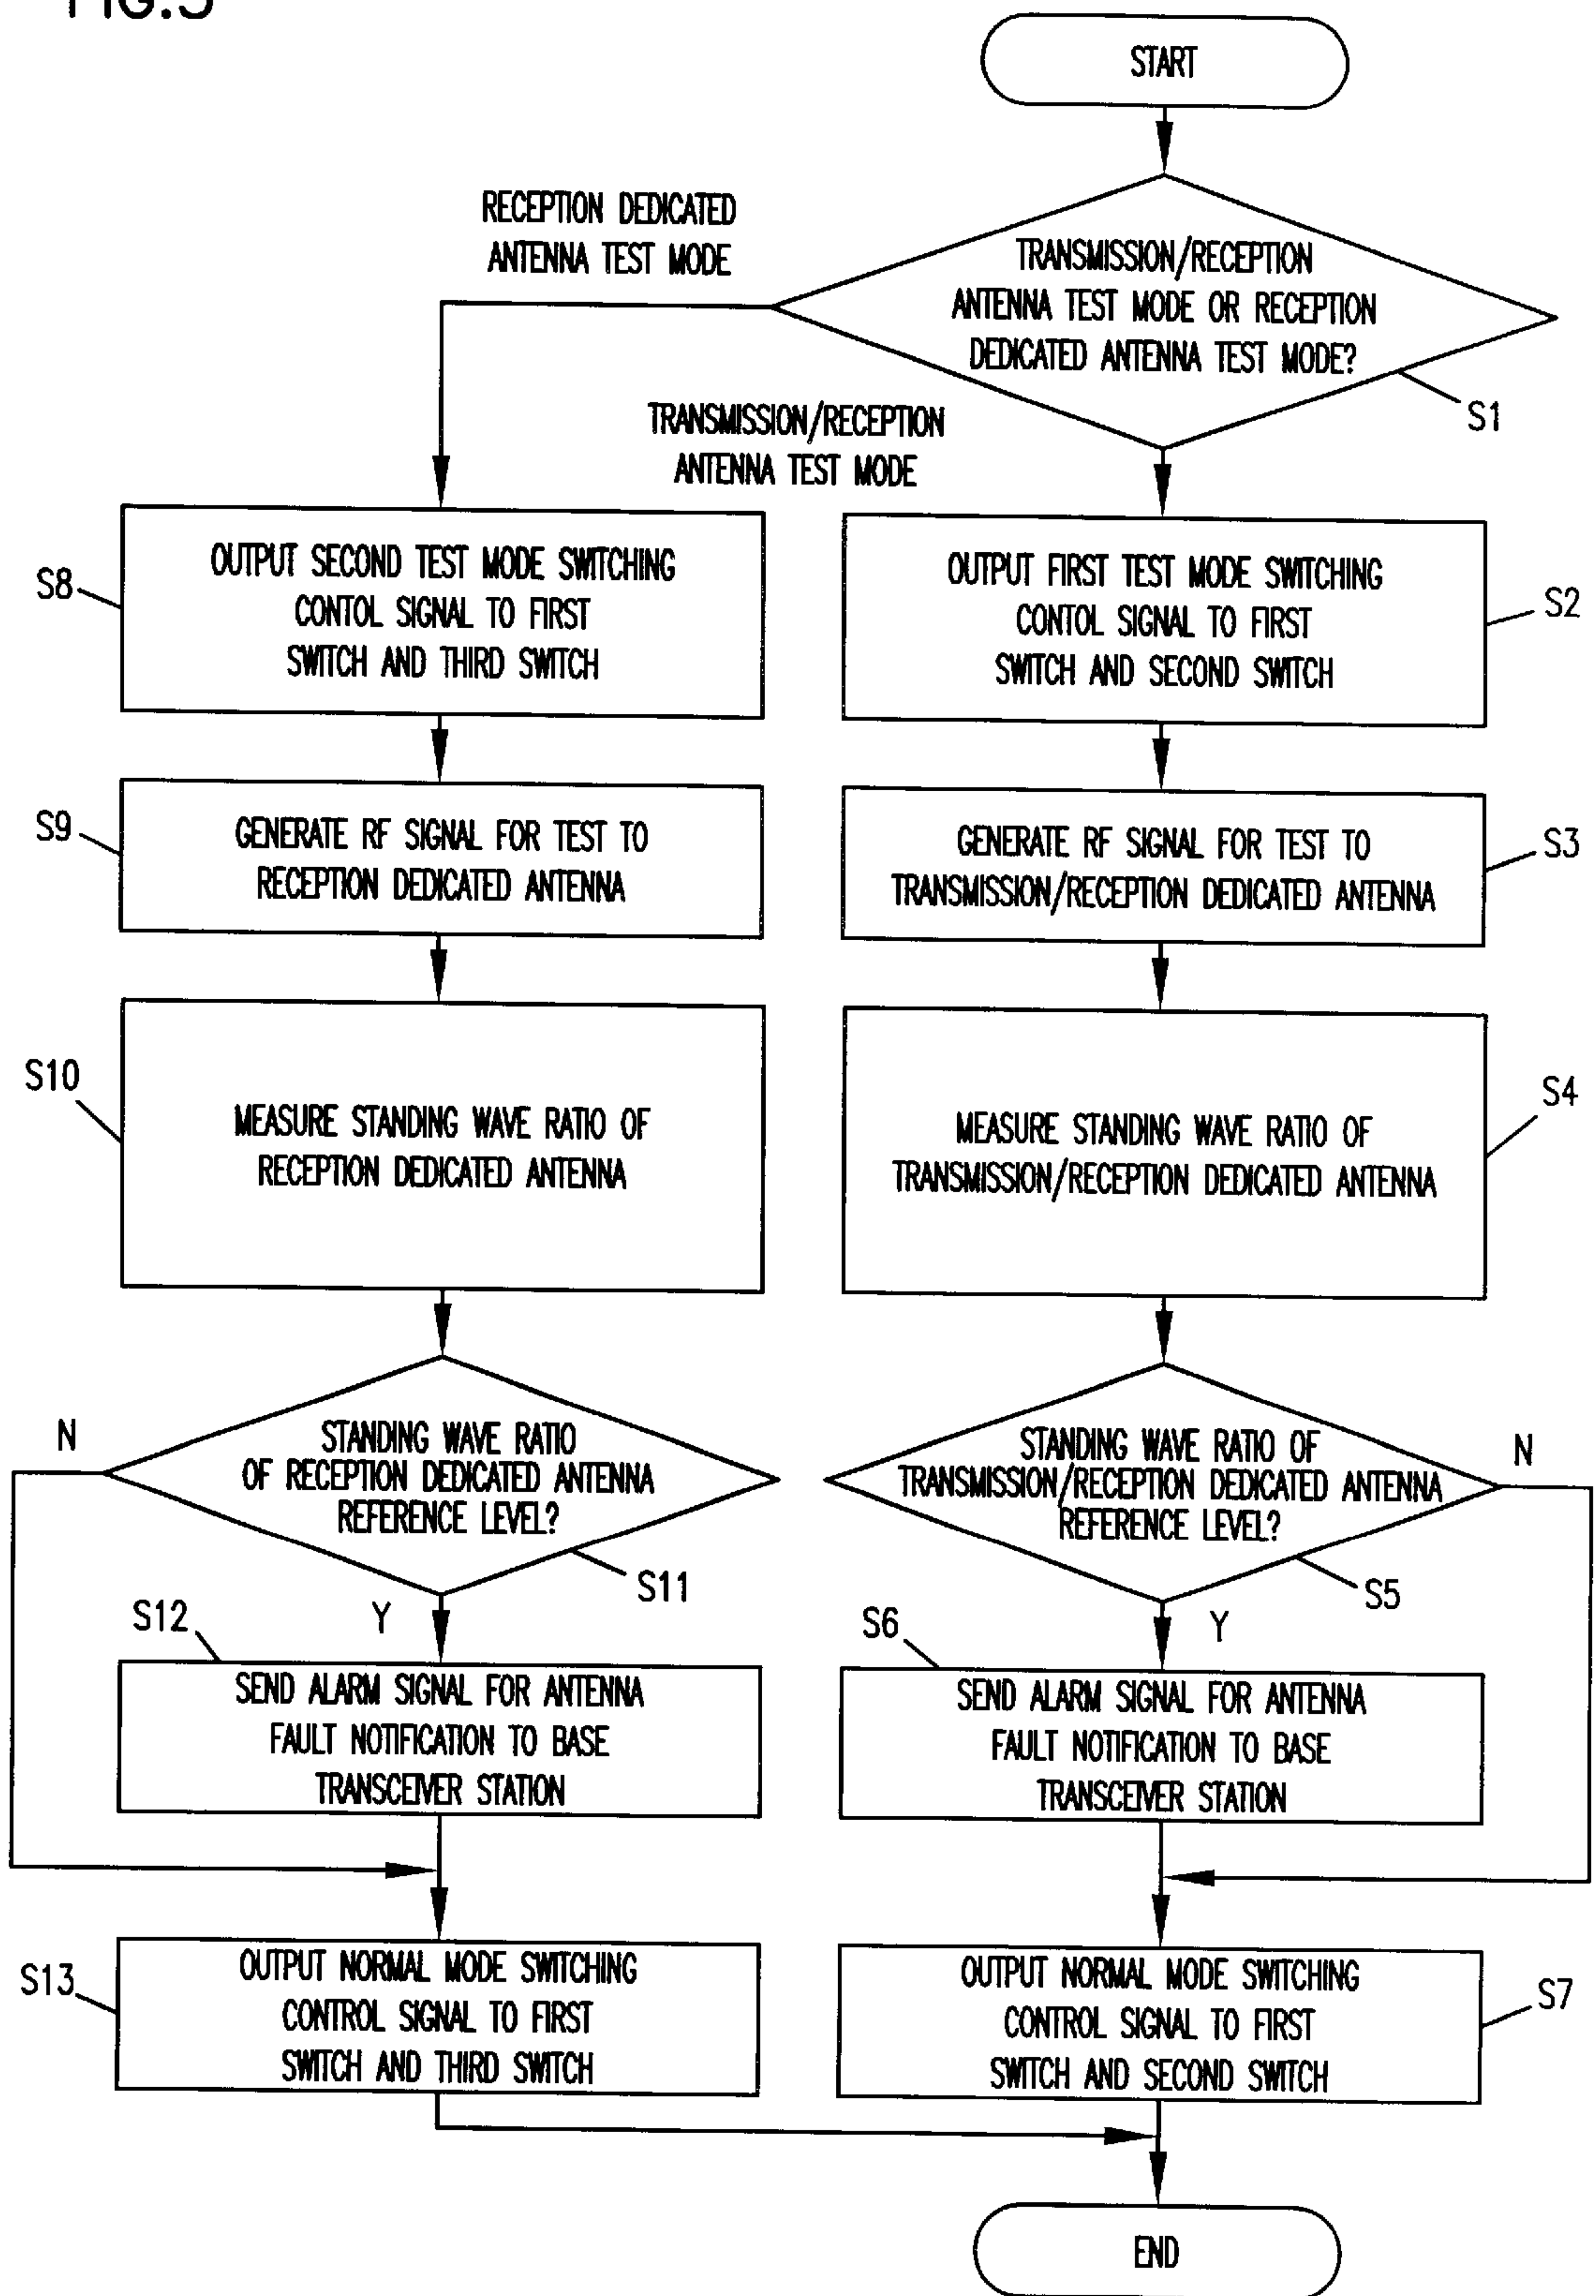 FIG.5
START
RECEPTION DEDICATED
ANTENNA TEST MODE
TRANSMISSION/RECEPTION
ANTENNA TEST MODE OR RECEPTION
DEDICATED ANTENNA TEST MODE?
S1
TRANSMISSION/RECEPTION
ANTENNA TEST MODE
S8
OUTPUT SECOND TEST MODE SWITCHING
CONTOL SIGNAL TO FIRST
SWITCH AND THIRD SWITCH
OUTPUT FIRST TEST MODE SWITCHING
CONTOL SIGNAL TO FIRST
SWITCH AND SECOND SWITCH
S2
S9
GENERATE RF SIGNAL FOR TEST TO
RECEPTION DEDICATED ANTENNA
GENERATE RF SIGNAL FOR TEST TO
TRANSMISSION/RECEPTION DEDICATED ANTENNA
S3
S10
MEASURE STANDING WAVE RATIO OF
RECEPTION DEDICATED ANTENNA
MEASURE STANDING WAVE RATIO OF
TRANSMISSION/RECEPTION DEDICATED ANTENNA
S4
N
STANDING WAVE RATIO
OF RECEPTION DEDICATED ANTENNA
REFERENCE LEVEL?
S11
STANDING WAVE RATIO OF
TRANSMISSION/RECEPTION DEDICATED ANTENNA
REFERENCE LEVEL?
N
S5
S12
Y
SEND ALARM SIGNAL FOR ANTENNA
FAULT NOTIFICATION TO BASE
TRANSCEIVER STATION
S6
Y
SEND ALARM SIGNAL FOR ANTENNA
FAULT NOTIFICATION TO BASE
TRANSCEIVER STATION
S13
OUTPUT NORMAL MODE SWITCHING
CONTROL SIGNAL TO FIRST
SWITCH AND THIRD SWITCH
OUTPUT NORMAL MODE SWITCHING
CONTROL SIGNAL TO FIRST
SWITCH AND SECOND SWITCH
S7
END